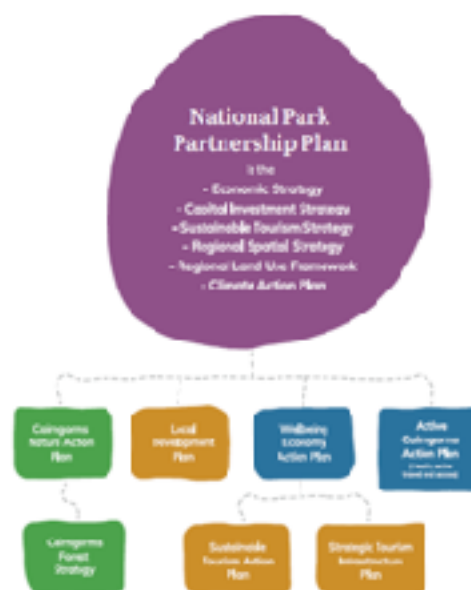 National Park
Partnership Plan
is the
- Economic Strategy
- Capital Investment Strategy
- Sustainable Tourism Strategy
- Regional Spatial Strategy
- Regional Land Use Framework
- Climate Action Plan
Cairngorms
Nature Action
Plan
Local
Development
Plan
Wellbeing
Economy
Action Plan
Active
Cairngorms
Action Plan
Cairngorms
Forest
Strategy
Sustainable
Tourism Action
Plan
Strategic Tourism
Infrastructure
Plan